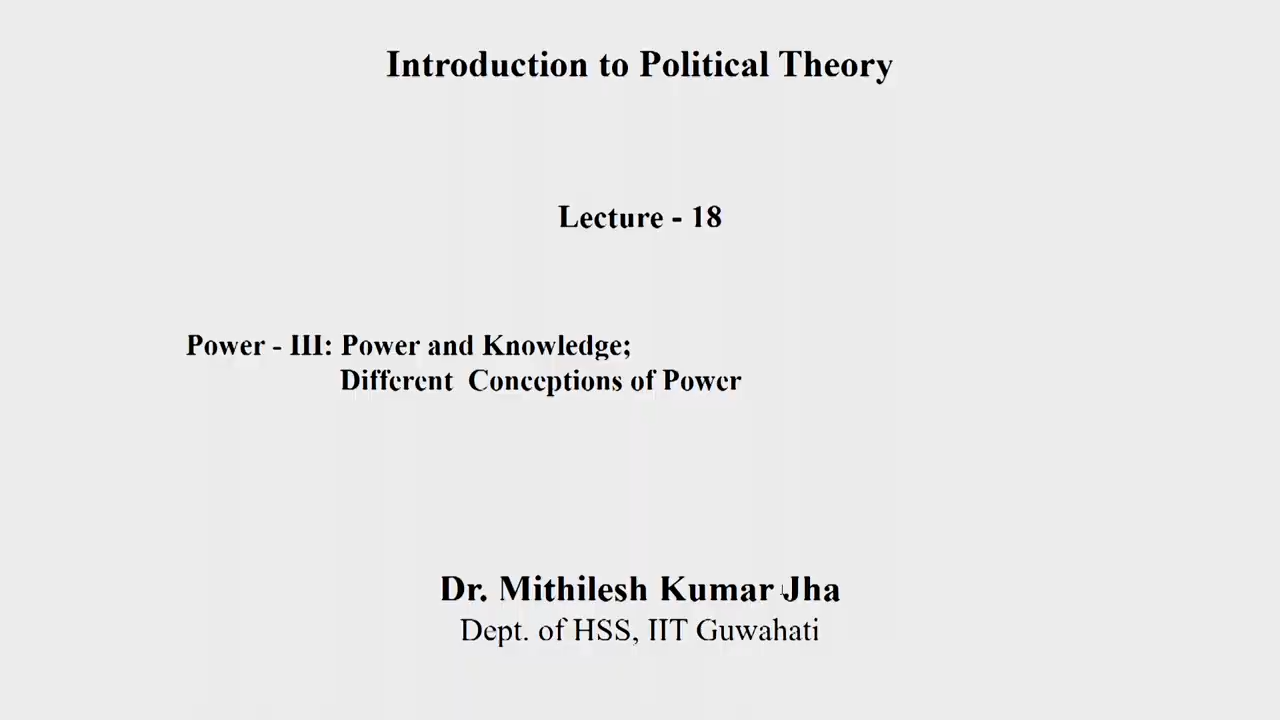 Introduction to Political Theory
Lecture - 18
Power - III: Power and Knowledge;
Different Conceptions of Power
Dr. Mithilesh Kumar Jha
Dept. of HSS, IIT Guwahati